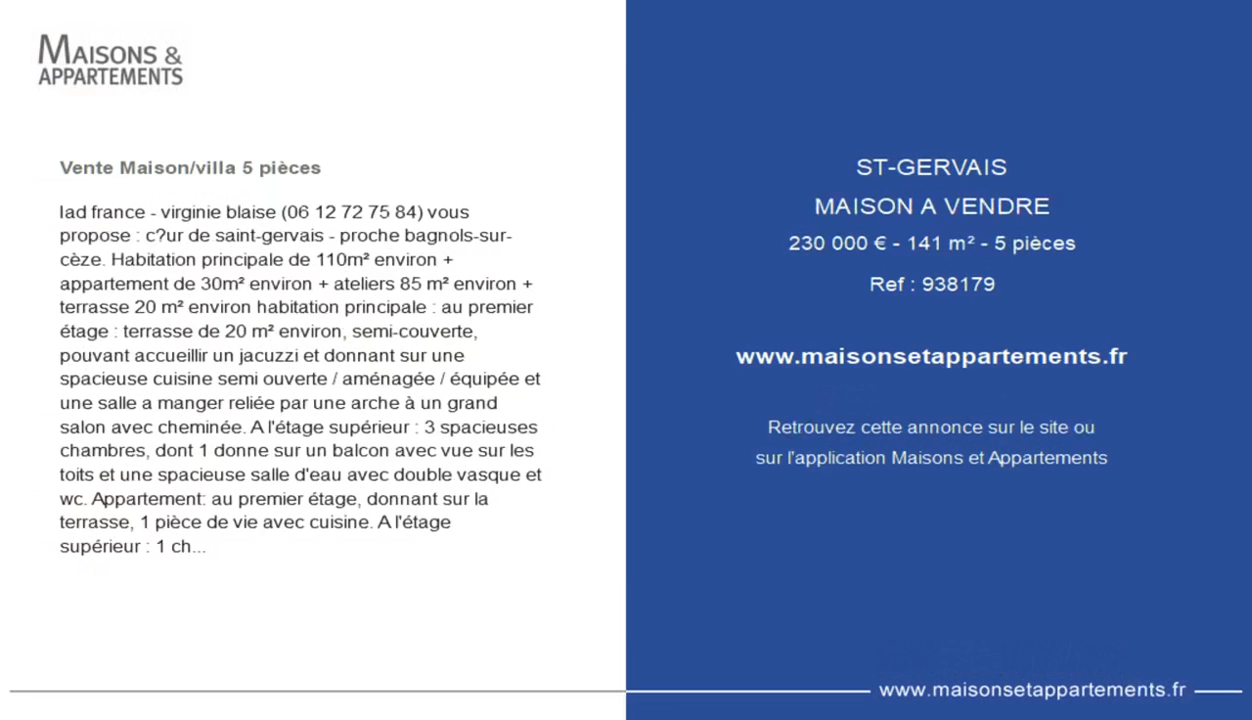 MAISONS &
APPARTEMENTS
Vente Maison/villa 5 pièces
Iad france - virginie blaise (06 12 72 75 84) vous
propose : c?ur de saint-gervais - proche bagnols-sur-
cèze. Habitation principale de 110m² environ +
appartement de 30m² environ + ateliers 85 m² environ +
terrasse 20 m² environ habitation principale : au premier
étage : terrasse de 20 m² environ, semi-couverte,
pouvant accueillir un jacuzzi et donnant sur une
spacieuse cuisine semi ouverte / aménagée / équipée et
une salle a manger reliée par une arche à un grand
salon avec cheminée. A l'étage supérieur : 3 spacieuses
chambres, dont 1 donne sur un balcon avec vue sur les
toits et une spacieuse salle d'eau avec double vasque et
wc. Appartement: au premier étage, donnant sur la
terrasse, 1 pièce de vie avec cuisine. A l'étage
supérieur : 1 ch...
ST-GERVAIS
MAISON A VENDRE
230 000 € - 141 m² - 5 pièces
Ref : 938179
www.maisonsetappartements.fr
Retrouvez cette annonce sur le site ou
sur l'application Maisons et Appartements
www.maisonsetappartements.fr